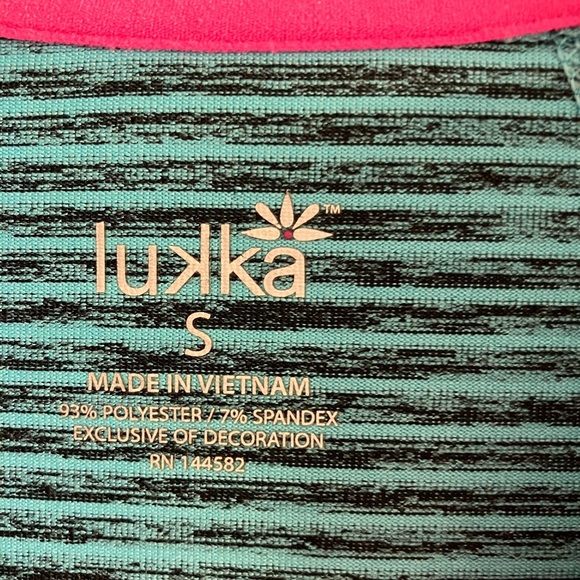 lukka™
S
MADE IN VIETNAM
93% POLYESTER / 7% SPANDEX
EXCLUSIVE OF DECORATION
RN 144582